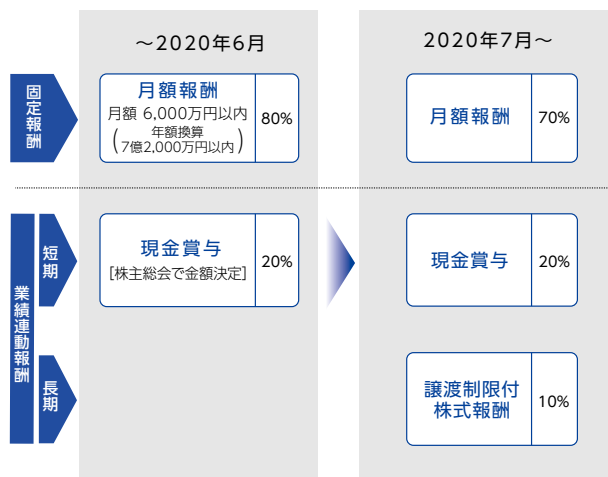 ～2020年6月
2020年7月～
固定報酬
月額報酬
月額 6,000万円以内
(年額換算
7億2,000万円以内)
80%
月額報酬
70%
業績連動報酬
短期
現金賞与
[株主総会で金額決定]
20%
現金賞与
20%
長期
譲渡制限付
株式報酬
10%